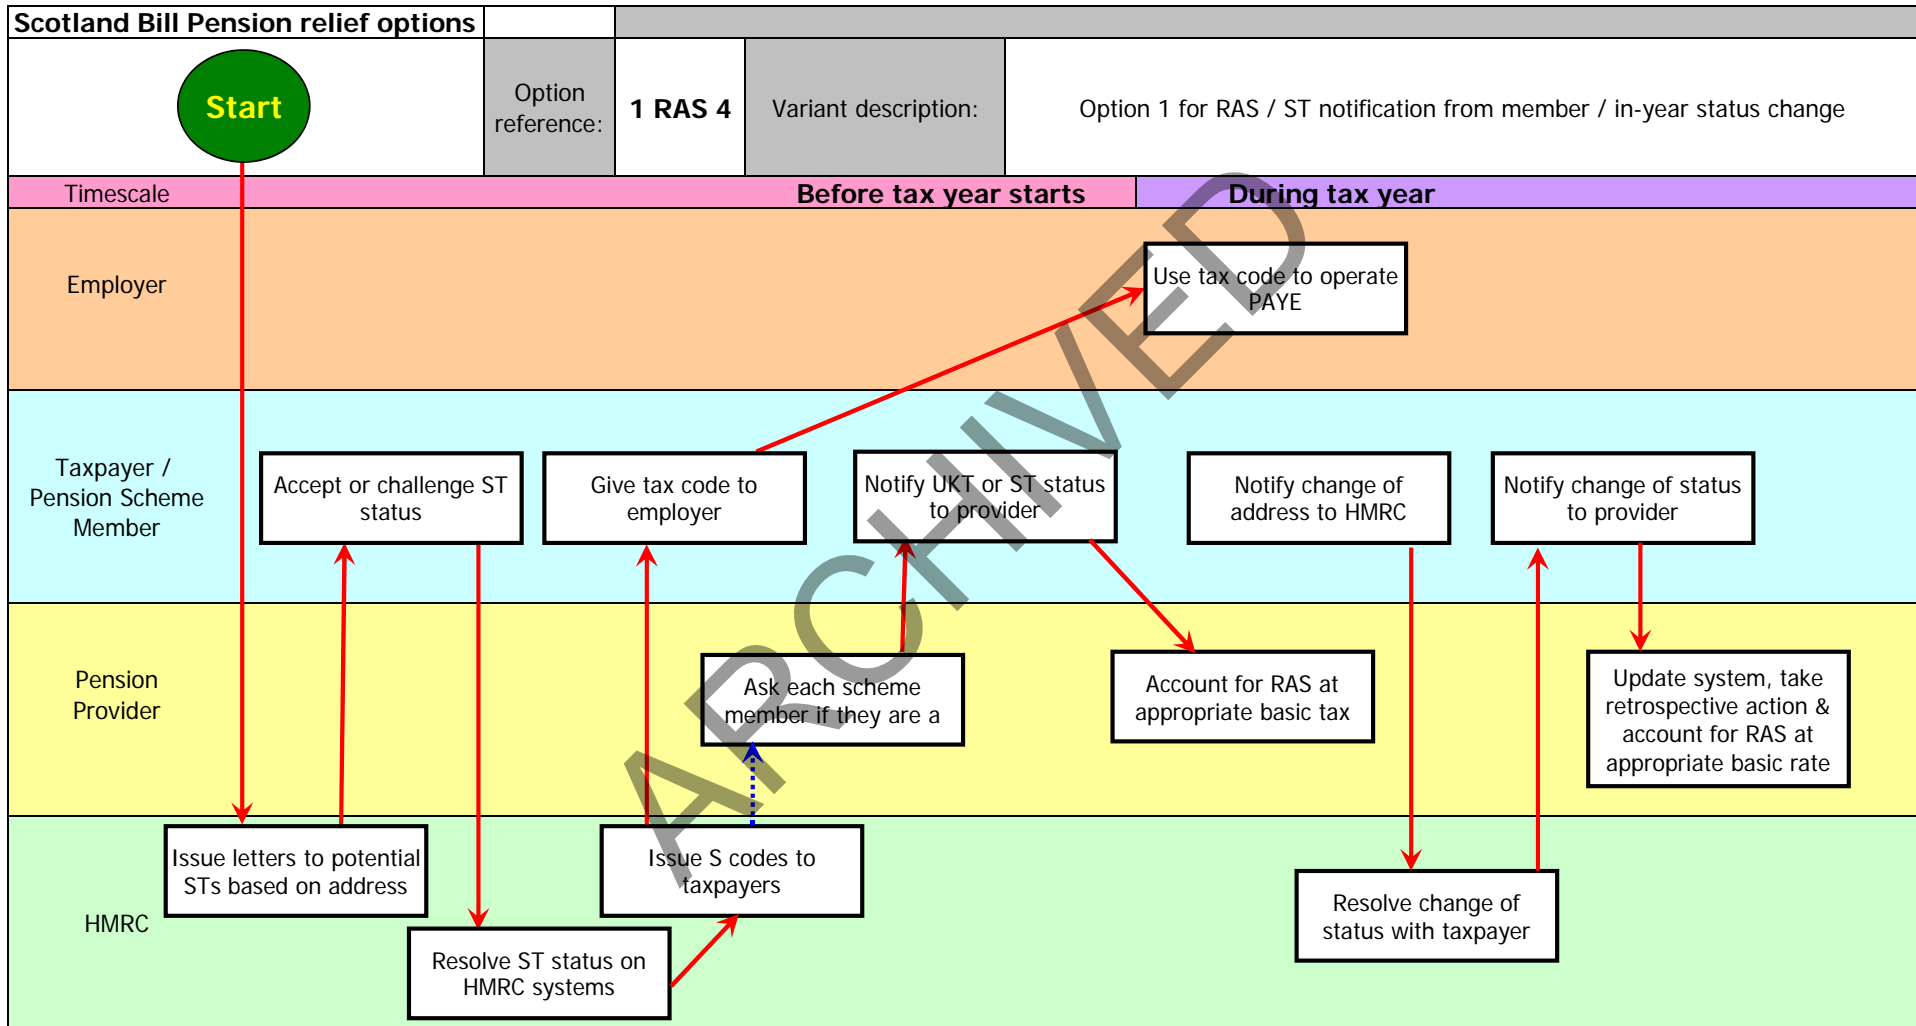 Scotland Bill Pension relief options
Start
Option
reference:
1 RAS 4
Variant description:
Option 1 for RAS / ST notification from member / in-year status change
Timescale
Before tax year starts
During tax year
Employer
Use tax code to operate
PAYE
Taxpayer /
Pension Scheme
Member
Accept or challenge ST
status
Give tax code to
employer
Notify UKT or ST status
to provider
Notify change of
address to HMRC
Notify change of status
to provider
Pension
Provider
Ask each scheme
member if they are a
Account for RAS at
appropriate basic tax
Update system, take
retrospective action &
account for RAS at
appropriate basic rate
HMRC
Issue letters to potential
STs based on address
Issue S codes to
taxpayers
Resolve ST status on
HMRC systems
Resolve change of
status with taxpayer
ARCHIVED